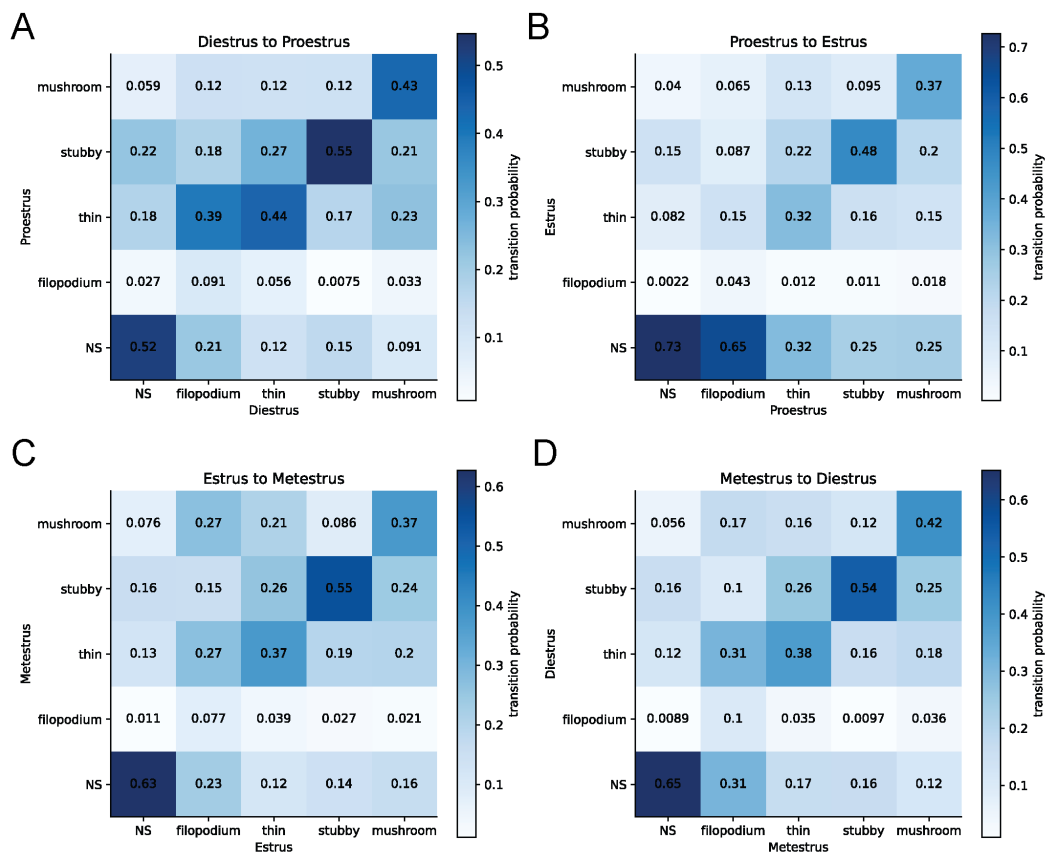 A
Diestrus to Proestrus
mushroom 0.059 0.12 0.12 0.12 0.43
stubby 0.22 0.18 0.27 0.55 0.21
thin 0.18 0.39 0.44 0.17 0.23
filopodium 0.027 0.091 0.056 0.0075 0.033
NS 0.52 0.21 0.12 0.15 0.091
NS filopodium thin stubby mushroom
Diestrus
Proestrus
0.5
0.4
0.3
0.2
0.1
transition probability
B
Proestrus to Estrus
mushroom 0.04 0.065 0.13 0.095 0.37
stubby 0.15 0.087 0.22 0.48 0.2
thin 0.082 0.15 0.32 0.16 0.15
filopodium 0.0022 0.043 0.012 0.011 0.018
NS 0.73 0.65 0.32 0.25 0.25
NS filopodium thin stubby mushroom
Proestrus
Estrus
0.7
0.6
0.5
0.4
0.3
0.2
0.1
transition probability
C
Estrus to Metestrus
mushroom 0.076 0.27 0.21 0.086 0.37
stubby 0.16 0.15 0.26 0.55 0.24
thin 0.13 0.27 0.37 0.19 0.2
filopodium 0.011 0.077 0.039 0.027 0.021
NS 0.63 0.23 0.12 0.14 0.16
NS filopodium thin stubby mushroom
Estrus
Metestrus
0.6
0.5
0.4
0.3
0.2
0.1
transition probability
D
Metestrus to Diestrus
mushroom 0.056 0.17 0.16 0.12 0.42
stubby 0.16 0.1 0.26 0.54 0.25
thin 0.12 0.31 0.38 0.16 0.18
filopodium 0.0089 0.1 0.035 0.0097 0.036
NS 0.65 0.31 0.17 0.16 0.12
NS filopodium thin stubby mushroom
Metestrus
Diestrus
0.6
0.5
0.4
0.3
0.2
0.1
transition probability